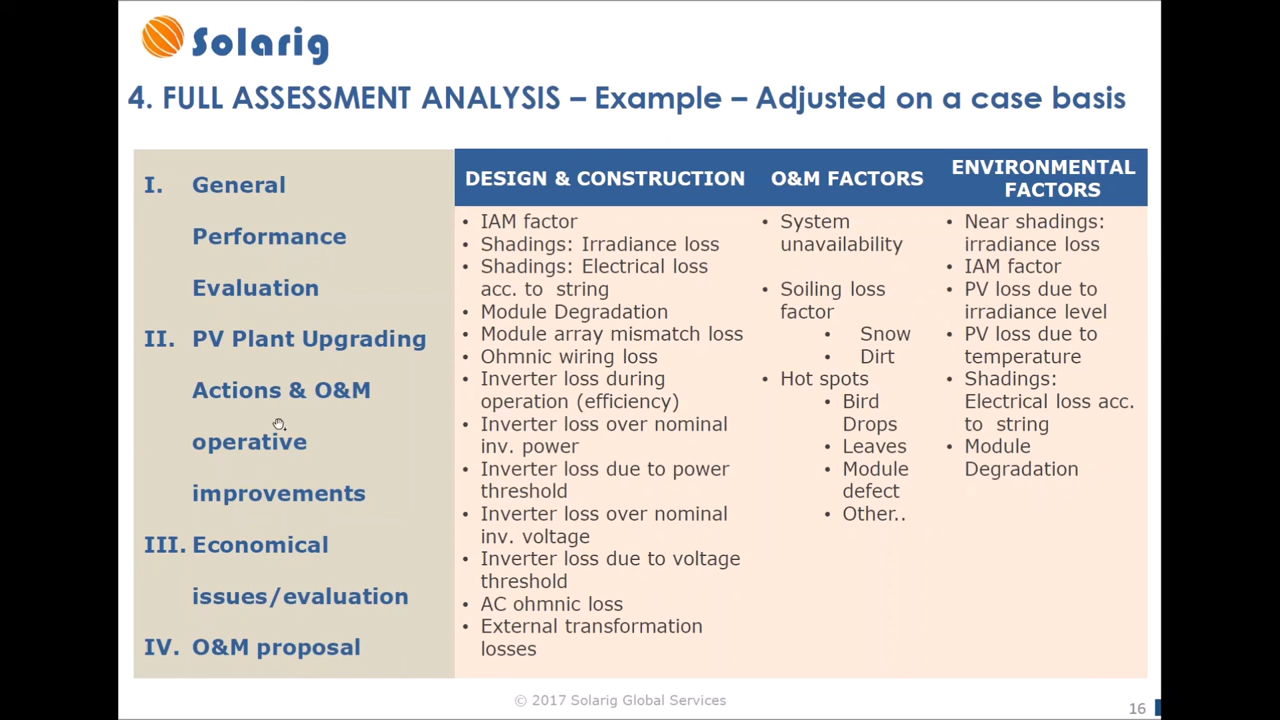 Solarig
4. FULL ASSESSMENT ANALYSIS – Example – Adjusted on a case basis
I. General
Performance
Evaluation
II. PV Plant Upgrading
Actions & O&M
operative
improvements
III. Economical
issues/evaluation
IV. O&M proposal
DESIGN & CONSTRUCTION
• IAM factor
• Shadings: Irradiance loss
• Shadings: Electrical loss
acc. to string
• Module Degradation
• Module array mismatch loss
• Ohmnic wiring loss
• Inverter loss during
operation (efficiency)
• Inverter loss over nominal
inv. power
• Inverter loss due to power
threshold
• Inverter loss over nominal
inv. voltage
• Inverter loss due to voltage
threshold
• AC ohmnic loss
• External transformation
losses
O&M FACTORS
• System
unavailability
• Soiling loss
factor
• Snow
• Dirt
• Hot spots
• Bird
Drops
• Leaves
• Module
defect
• Other..
ENVIRONMENTAL
FACTORS
• Near shadings:
irradiance loss
• IAM factor
• PV loss due to
irradiance level
• PV loss due to
temperature
• Shadings:
Electrical loss acc.
to string
• Module
Degradation
© 2017 Solarig Global Services
16